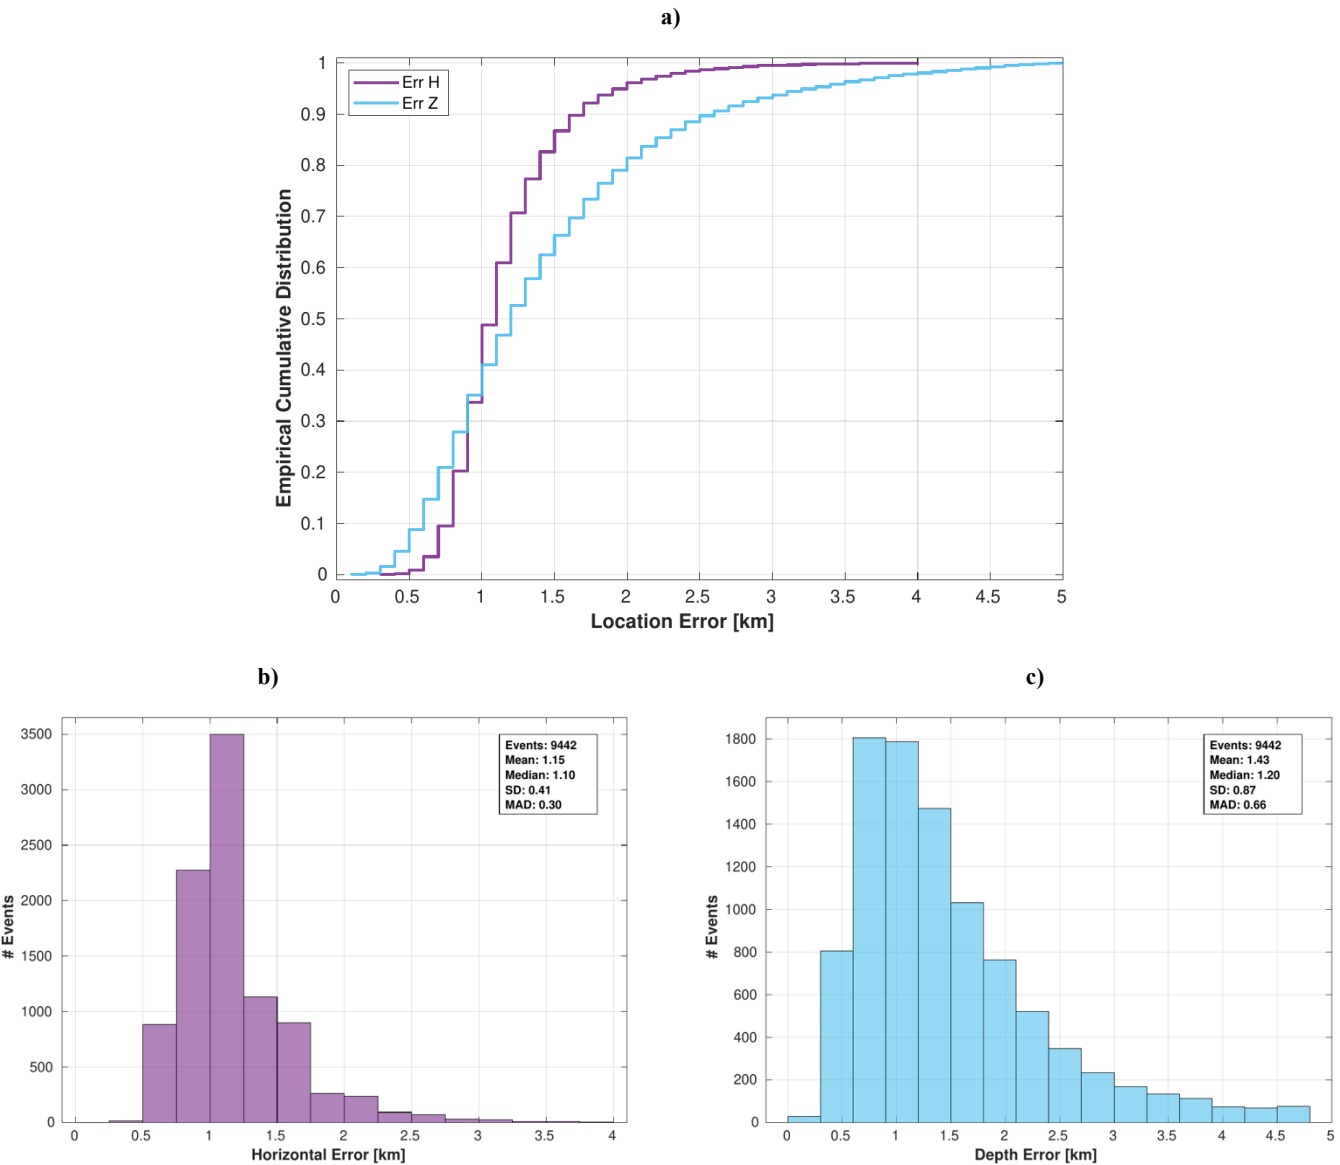 a)
Err H
Err Z
1
0.9
0.8
0.7
0.6
0.5
0.4
0.3
0.2
0.1
0
Empirical Cumulative Distribution
0 0.5 1 1.5 2 2.5 3 3.5 4 4.5 5
Location Error [km]
b)
Events: 9442
Mean: 1.15
Median: 1.10
SD: 0.41
MAD: 0.30
3500
3000
2500
2000
1500
1000
500
0
# Events
0 0.5 1 1.5 2 2.5 3 3.5 4
Horizontal Error [km]
c)
Events: 9442
Mean: 1.43
Median: 1.20
SD: 0.87
MAD: 0.66
1800
1600
1400
1200
1000
800
600
400
200
0
# Events
0 0.5 1 1.5 2 2.5 3 3.5 4 4.5 5
Depth Error [km]